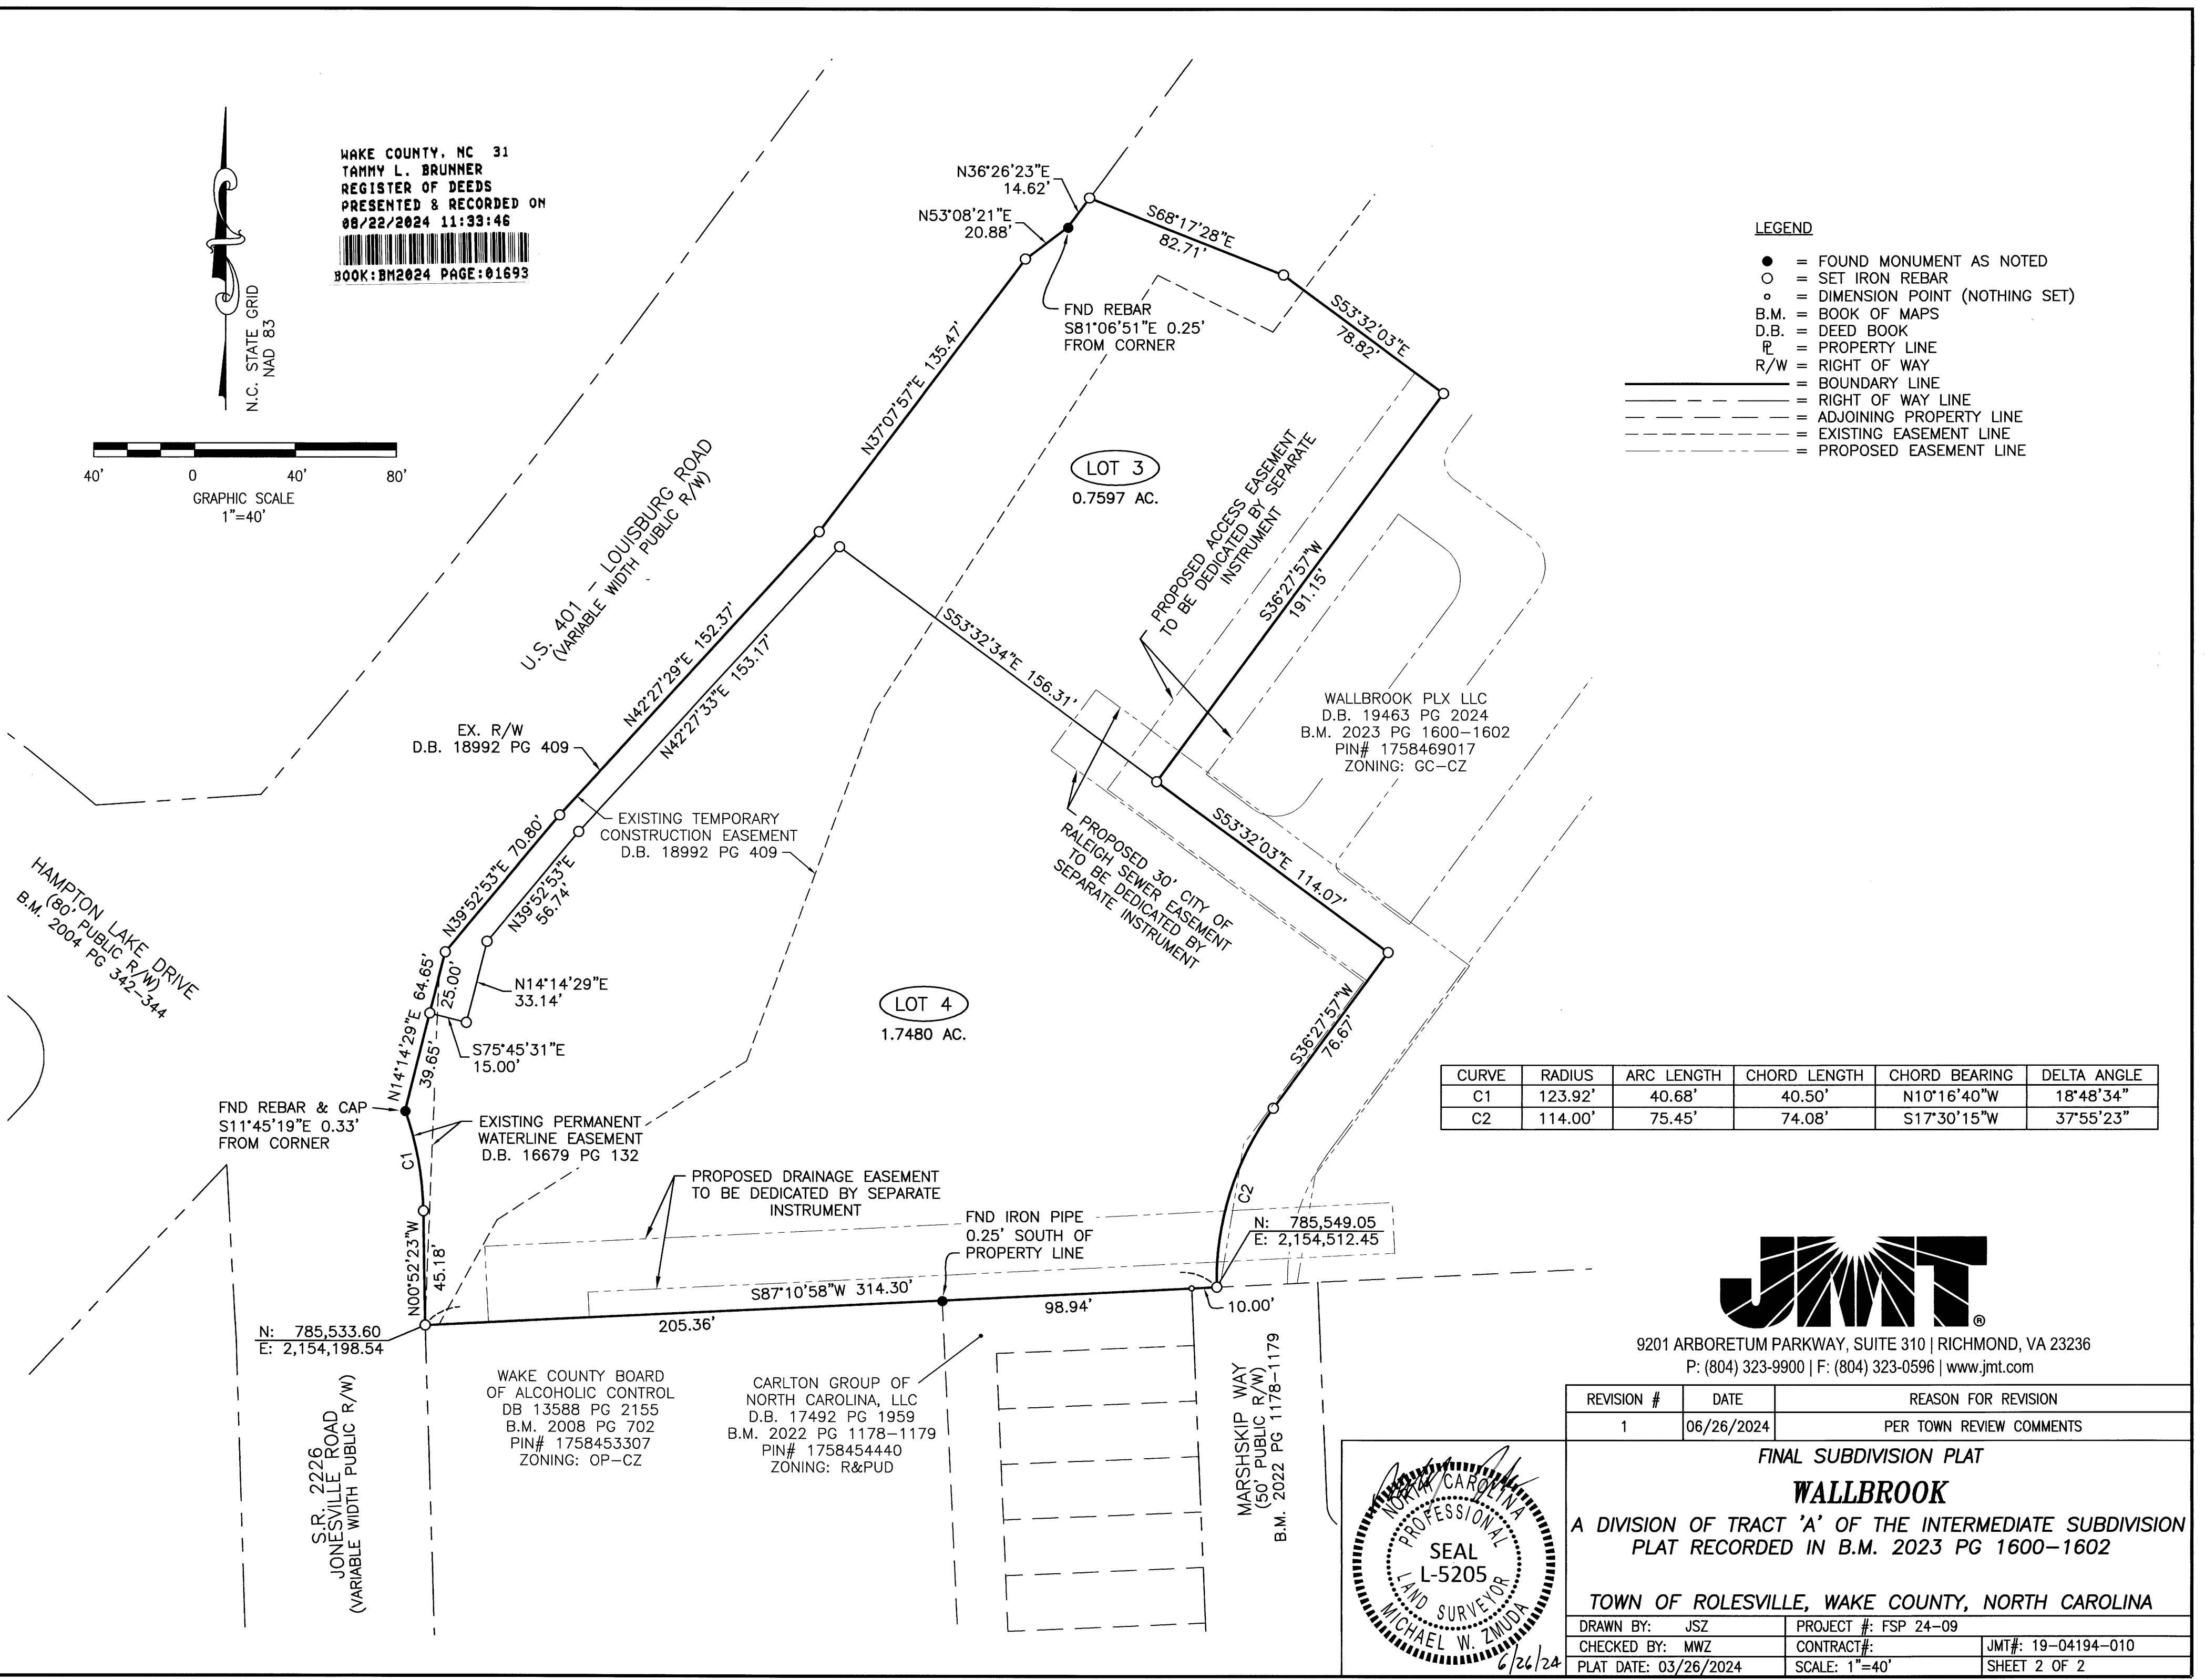 WAKE COUNTY, NC 31
TAMMY L. BRUNNER
REGISTER OF DEEDS
PRESENTED & RECORDED ON
08/22/2024 11:33:46
BOOK:BM2024 PAGE:01693
N.C. STATE GRID
NAD 83
40' 0 40' 80'
GRAPHIC SCALE
1"=40'
LEGEND
● = FOUND MONUMENT AS NOTED
○ = SET IRON REBAR
o = DIMENSION POINT (NOTHING SET)
B.M. = BOOK OF MAPS
D.B. = DEED BOOK
PL = PROPERTY LINE
R/W = RIGHT OF WAY
= BOUNDARY LINE
= RIGHT OF WAY LINE
= ADJOINING PROPERTY LINE
= EXISTING EASEMENT LINE
= PROPOSED EASEMENT LINE
N36°26'23"E
14.62'
N53°08'21"E
20.88'
S68°17'28"E
82.71'
FND REBAR
S81°06'51"E 0.25'
FROM CORNER
S53°32'03"E
78.82'
N37°07'57"E 135.47'
LOT 3
0.7597 AC.
PROPOSED ACCESS EASEMENT
TO BE DEDICATED BY SEPARATE
INSTRUMENT
S36°27'57"W
191.15'
U.S. 401 - LOUISBURG ROAD
(VARIABLE WIDTH PUBLIC R/W)
N42°27'29"E 152.37'
N42°27'33"E 153.17'
S53°32'34"E 156.31'
WALLBROOK PLX LLC
D.B. 19463 PG 2024
B.M. 2023 PG 1600-1602
PIN# 1758469017
ZONING: GC-CZ
EX. R/W
D.B. 18992 PG 409
EXISTING TEMPORARY
CONSTRUCTION EASEMENT
D.B. 18992 PG 409
PROPOSED 30' CITY OF
RALEIGH SEWER EASEMENT
TO BE DEDICATED BY
SEPARATE INSTRUMENT
S53°32'03"E 114.07'
N39°52'53"E 70.80'
N39°52'53"E
56.74'
HAMPTON LAKE DRIVE
(80' PUBLIC R/W)
B.M. 2004 PG 342-344
N14°14'29"E 64.65'
25.00'
N14°14'29"E
33.14'
S75°45'31"E
15.00'
39.65'
LOT 4
1.7480 AC.
S36°27'57"W
76.67'
FND REBAR & CAP
S11°45'19"E 0.33'
FROM CORNER
C1
EXISTING PERMANENT
WATERLINE EASEMENT
D.B. 16679 PG 132
PROPOSED DRAINAGE EASEMENT
TO BE DEDICATED BY SEPARATE
INSTRUMENT
FND IRON PIPE
0.25' SOUTH OF
PROPERTY LINE
C2
N: 785,549.05
E: 2,154,512.45
N00°52'23"W
45.18'
N: 785,533.60
E: 2,154,198.54
S87°10'58"W 314.30'
205.36'
98.94'
10.00'
CURVE RADIUS ARC LENGTH CHORD LENGTH CHORD BEARING DELTA ANGLE
C1 123.92' 40.68' 40.50' N10°16'40"W 18°48'34"
C2 114.00' 75.45' 74.08' S17°30'15"W 37°55'23"
WAKE COUNTY BOARD
OF ALCOHOLIC CONTROL
DB 13588 PG 2155
B.M. 2008 PG 702
PIN# 1758453307
ZONING: OP-CZ
CARLTON GROUP OF
NORTH CAROLINA, LLC
D.B. 17492 PG 1959
B.M. 2022 PG 1178-1179
PIN# 1758454440
ZONING: R&PUD
S.R. 2226
JONESVILLE ROAD
(VARIABLE WIDTH PUBLIC R/W)
MARSHSKIP WAY
(50' PUBLIC R/W)
B.M. 2022 PG 1178-1179
JMT®
9201 ARBORETUM PARKWAY, SUITE 310 | RICHMOND, VA 23236
P: (804) 323-9900 | F: (804) 323-0596 | www.jmt.com
REVISION # DATE REASON FOR REVISION
1 06/26/2024 PER TOWN REVIEW COMMENTS
FINAL SUBDIVISION PLAT
WALLBROOK
A DIVISION OF TRACT 'A' OF THE INTERMEDIATE SUBDIVISION
PLAT RECORDED IN B.M. 2023 PG 1600-1602
TOWN OF ROLESVILLE, WAKE COUNTY, NORTH CAROLINA
DRAWN BY: JSZ PROJECT #: FSP 24-09
CHECKED BY: MWZ CONTRACT#: JMT#: 19-04194-010
PLAT DATE: 03/26/2024 SCALE: 1"=40' SHEET 2 OF 2
NORTH CAROLINA
PROFESSIONAL
SEAL
L-5205
LAND SURVEYOR
MICHAEL W. ZMUDA
6/26/24